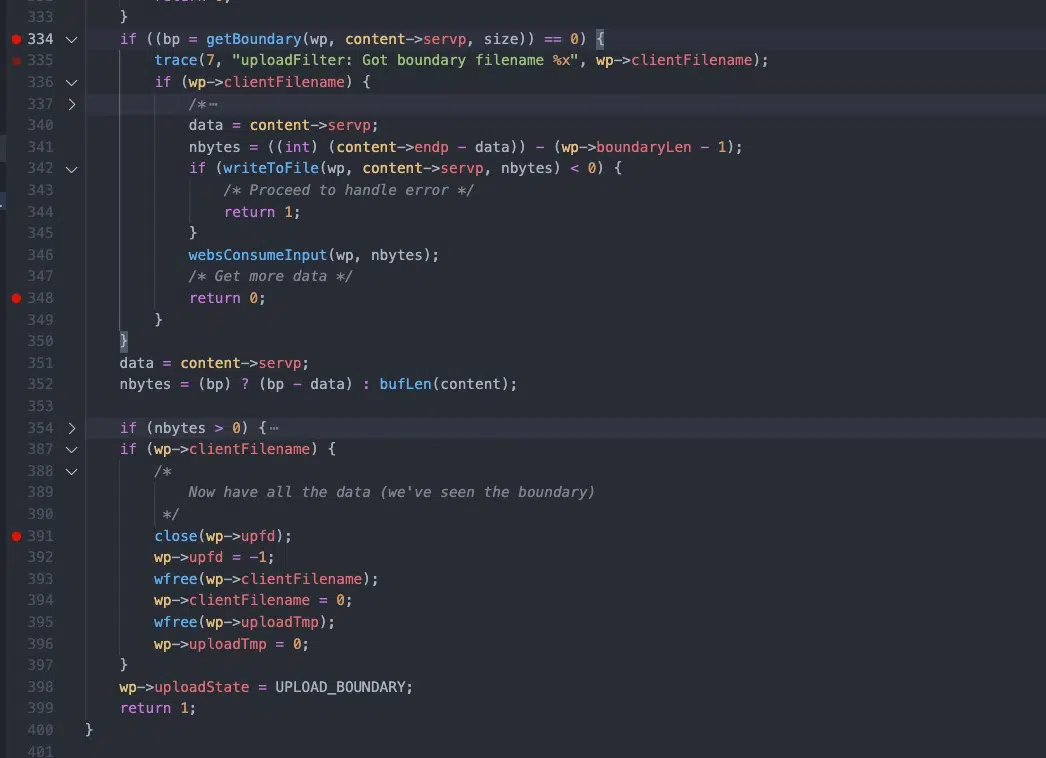 333 }
334 if ((bp = getBoundary(wp, content->servp, size)) == 0) {
335 trace(7, "uploadFilter: Got boundary filename %x", wp->clientFilename);
336 if (wp->clientFilename) {
337 /*⋯
340 data = content->servp;
341 nbytes = ((int) (content->endp - data)) - (wp->boundaryLen - 1);
342 if (writeToFile(wp, content->servp, nbytes) < 0) {
343 /* Proceed to handle error */
344 return 1;
345 }
346 websConsumeInput(wp, nbytes);
347 /* Get more data */
348 return 0;
349 }
350 }
351 data = content->servp;
352 nbytes = (bp) ? (bp - data) : bufLen(content);
353
354 if (nbytes > 0) {⋯
387 if (wp->clientFilename) {
388 /*
389 Now have all the data (we've seen the boundary)
390 */
391 close(wp->upfd);
392 wp->upfd = -1;
393 wfree(wp->clientFilename);
394 wp->clientFilename = 0;
395 wfree(wp->uploadTmp);
396 wp->uploadTmp = 0;
397 }
398 wp->uploadState = UPLOAD_BOUNDARY;
399 return 1;
400 }
401